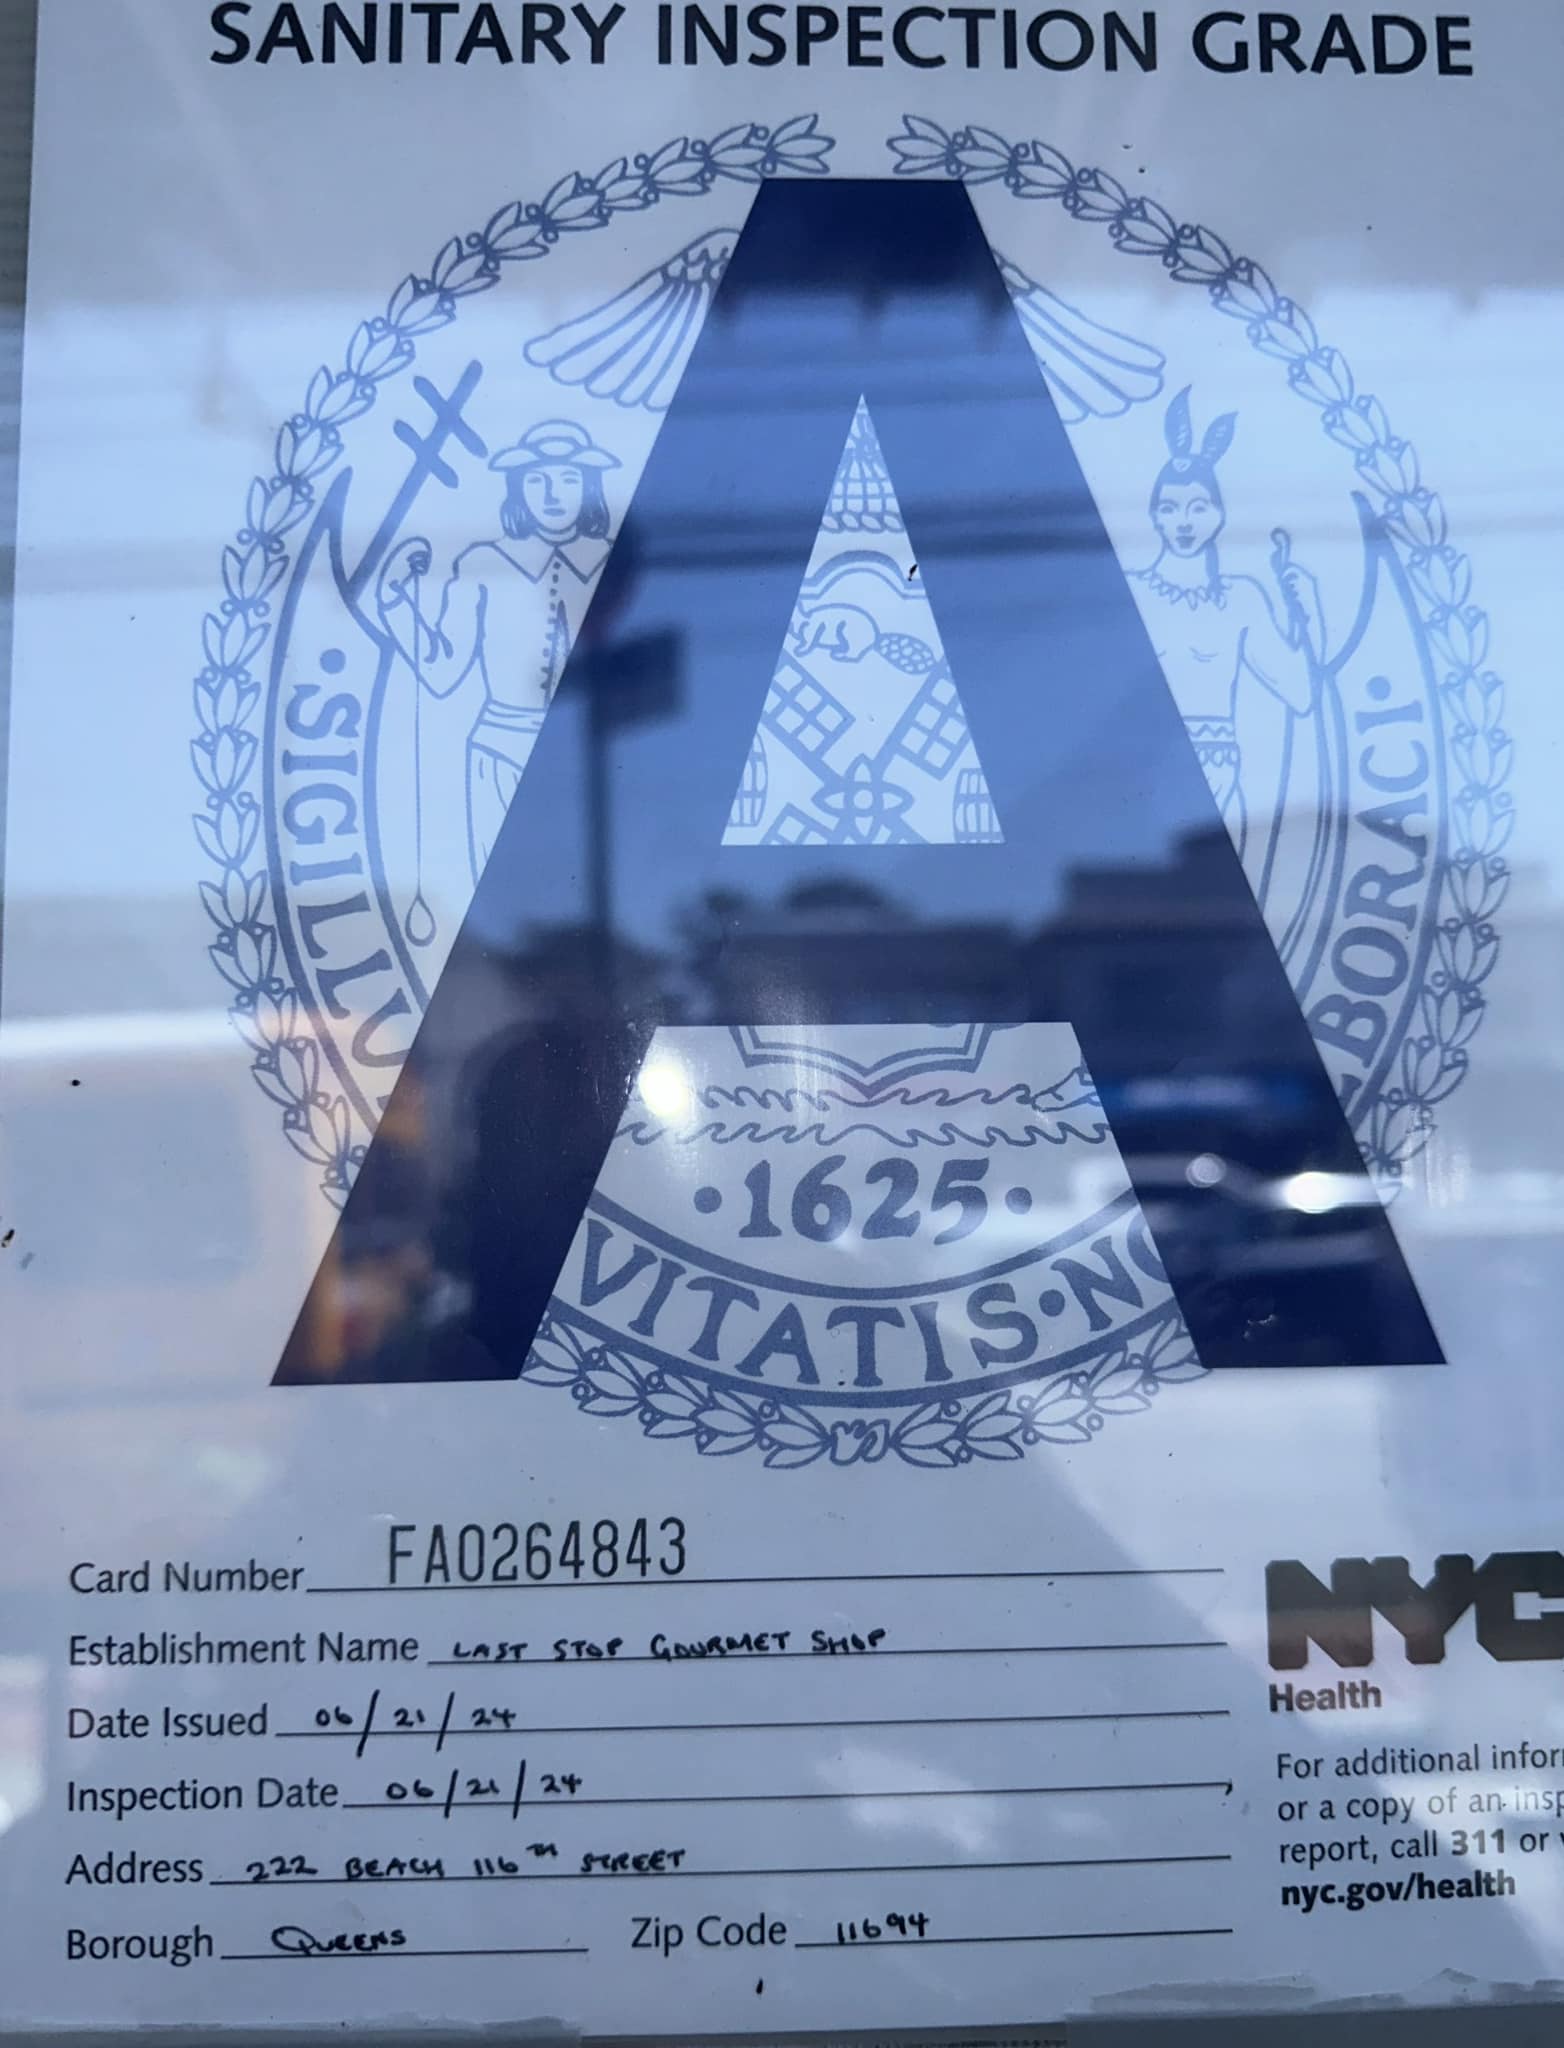 SANITARY INSPECTION GRADE
A
·SIGILLU
BORACI·
·1625·
VITATIS·NO
Card Number FA0264843
Establishment Name LAST STOP GOURMET SHOP
Date Issued 06/21/24
Inspection Date 06/21/24
Address 222 BEACH 116TH STREET
Borough QUEENS Zip Code 11694
NYC
Health
For additional infor
or a copy of an insp
report, call 311 or
nyc.gov/health